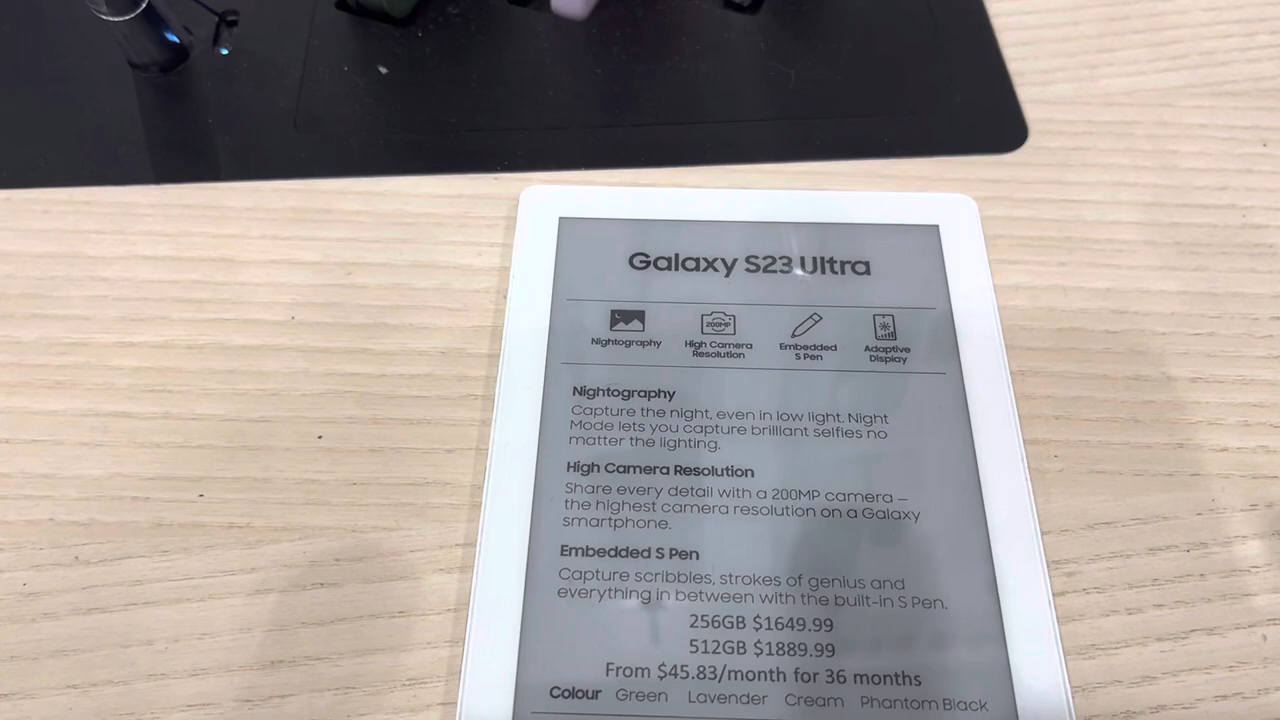 Galaxy S23 Ultra
Nightography
200MP
High Camera
Resolution
Embedded
S Pen
Adaptive
Display
Nightography
Capture the night, even in low light. Night
Mode lets you capture brilliant selfies no
matter the lighting.
High Camera Resolution
Share every detail with a 200MP camera –
the highest camera resolution on a Galaxy
smartphone.
Embedded S Pen
Capture scribbles, strokes of genius and
everything in between with the built-in S Pen.
256GB $1649.99
512GB $1889.99
From $45.83/month for 36 months
Colour Green Lavender Cream Phantom Black